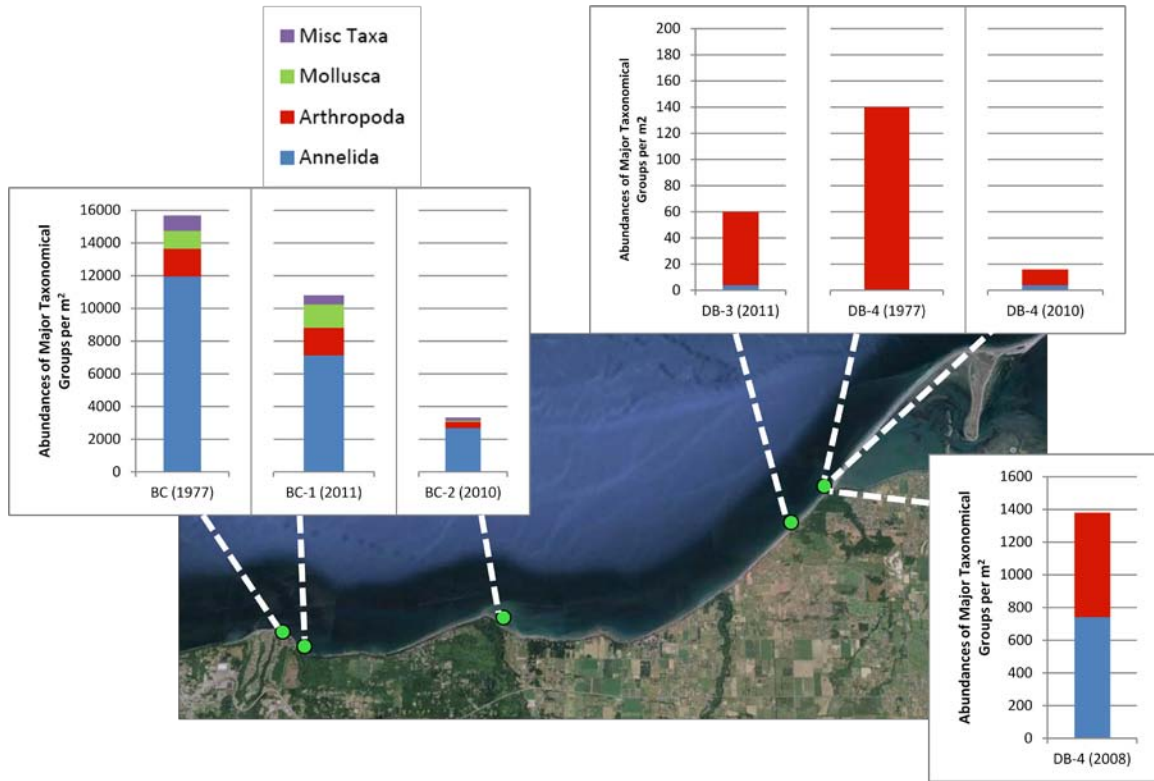 Misc Taxa
Mollusca
Arthropoda
Annelida
Abundances of Major Taxonomical
Groups per m²
16000
14000
12000
10000
8000
6000
4000
2000
0
BC (1977)
BC-1 (2011)
BC-2 (2010)
Abundances of Major Taxonomical
Groups per m2
200
180
160
140
120
100
80
60
40
20
0
DB-3 (2011)
DB-4 (1977)
DB-4 (2010)
Abundances of Major Taxonomical
Groups per m²
1600
1400
1200
1000
800
600
400
200
0
DB-4 (2008)